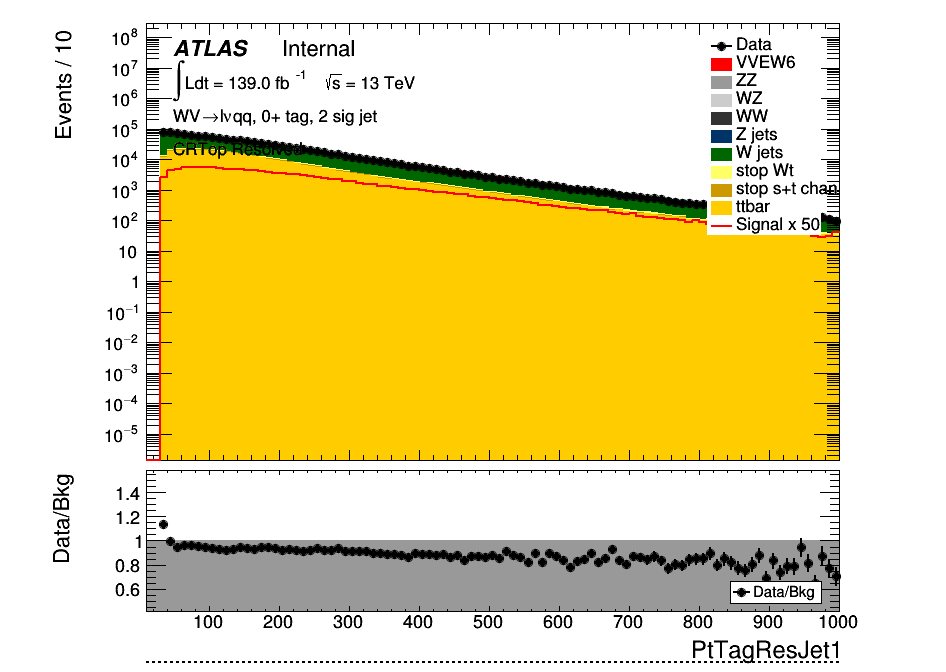 Events / 10
10⁸
10⁷
10⁶
10⁵
10⁴
10³
10²
10
1
10⁻¹
10⁻²
10⁻³
10⁻⁴
10⁻⁵
ATLAS Internal
∫Ldt = 139.0 fb⁻¹ √s = 13 TeV
WV→lνqq, 0+ tag, 2 sig jet
CRTop Resolved
Data
VVEW6
ZZ
WZ
WW
Z jets
W jets
stop Wt
stop s+t chan
ttbar
Signal x 50
Data/Bkg
1.4
1.2
1
0.8
0.6
Data/Bkg
100 200 300 400 500 600 700 800 900 1000
PtTagResJet1